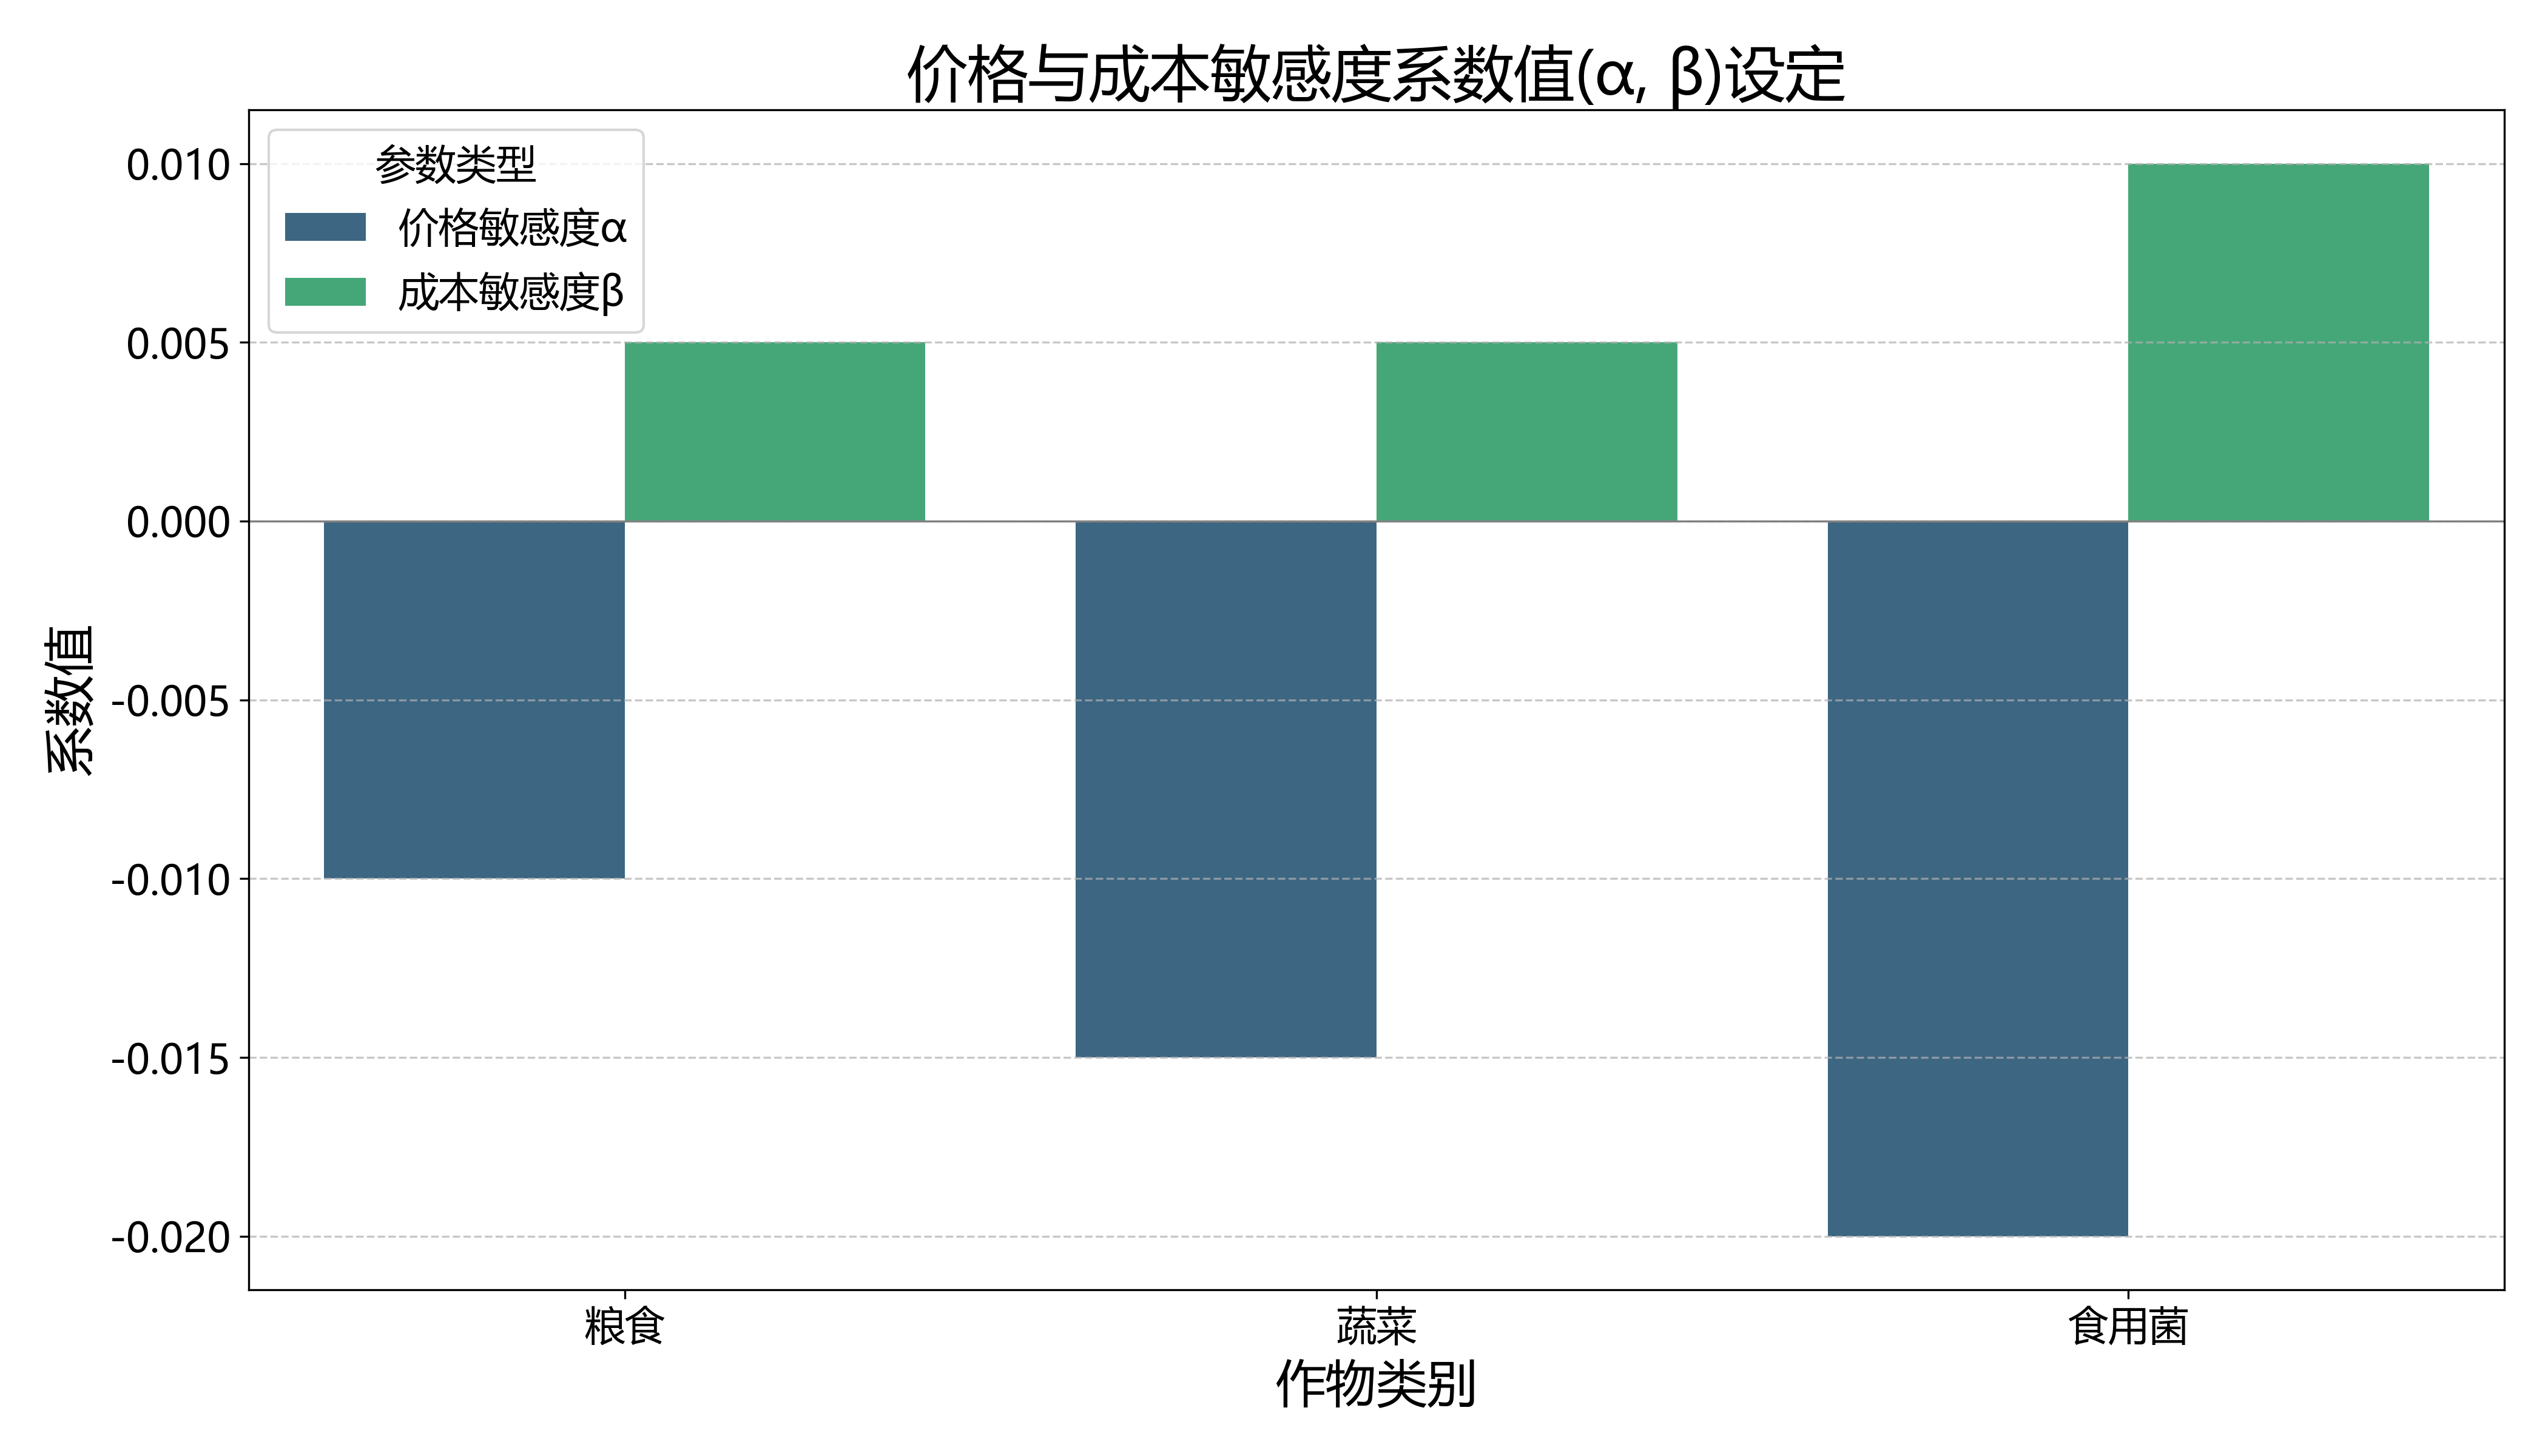 价格与成本敏感度系数值(α, β)设定
参数类型
价格敏感度α
成本敏感度β
系数值
0.010
0.005
0.000
-0.005
-0.010
-0.015
-0.020
粮食
蔬菜
食用菌
作物类别